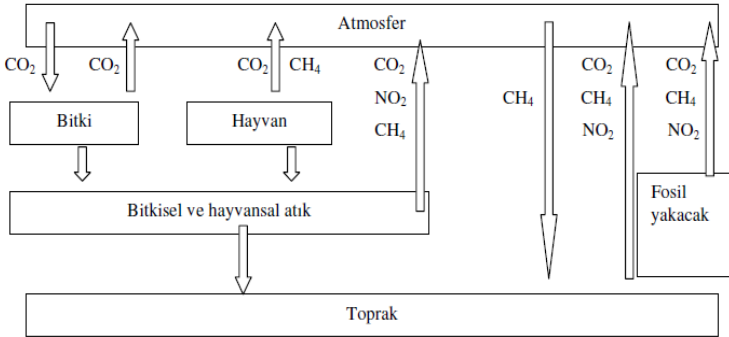 Atmosfer
CO2 CO2 CO2 CH4 CO2 CH4 CO2 CO2
NO2 CH4 CH4
CH4 NO2 NO2
Bitki Hayvan
Fosil
yakacak
Bitkisel ve hayvansal atık
Toprak